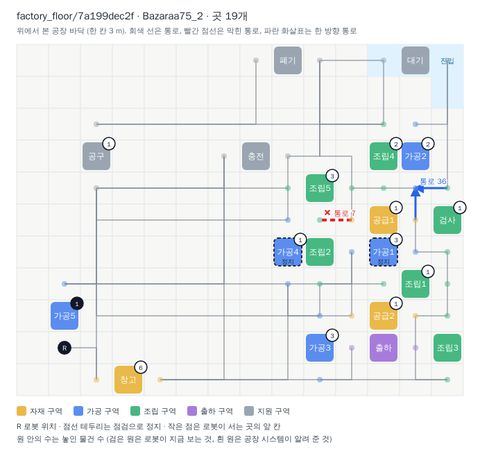 factory_floor/7a199dec2f · Bazaraa75_2 · 곳 19개
위에서 본 공장 바닥 (한 칸 3 m). 회색 선은 통로, 빨간 점선은 막힌 통로, 파란 화살표는 한 방향 통로
폐기
대기
진입
공구
1
충전
조립4
2
가공2
2
통로 36
조립5
3
✖ 통로 7
공급1
1
검사
1
가공4
정지
1
조립2
가공1
정지
3
조립1
1
가공5
1
공급2
1
R
가공3
3
출하
조립3
창고
6
자재 구역
가공 구역
조립 구역
출하 구역
지원 구역
R 로봇 위치 · 점선 테두리는 점검으로 정지 · 작은 점은 로봇이 서는 곳의 앞 칸
원 안의 수는 놓인 물건 수 (검은 원은 로봇이 지금 보는 것, 흰 원은 공장 시스템이 알려 준 것)